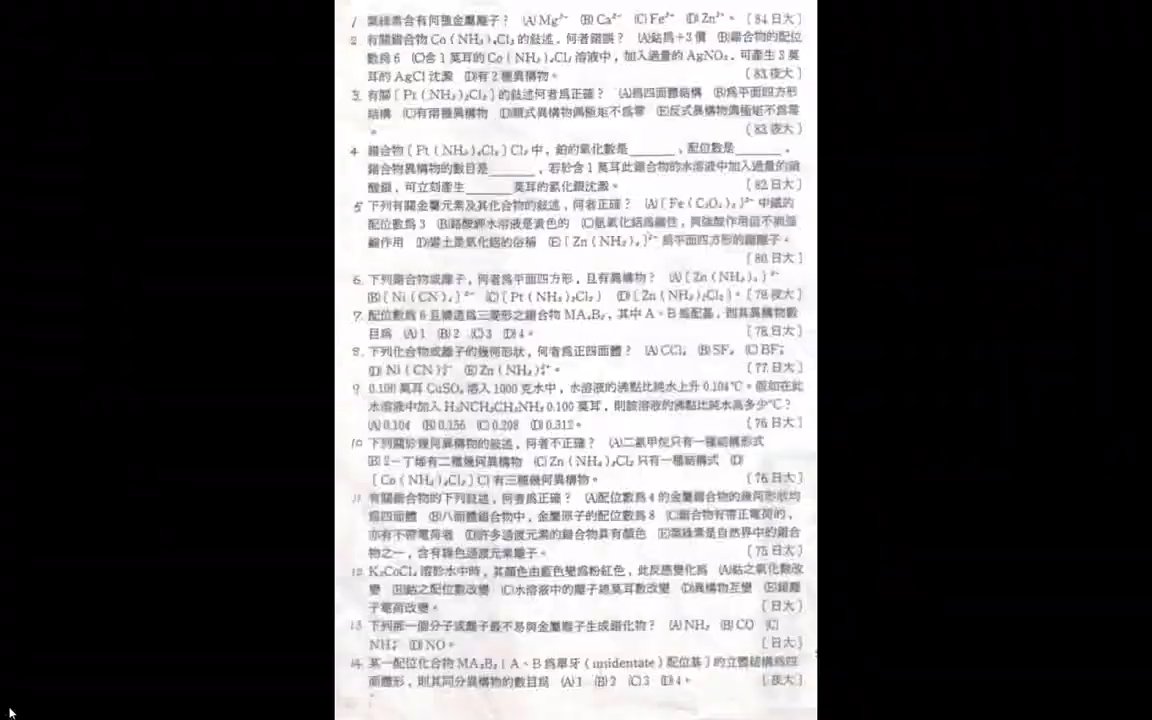 1. 葉綠素含有何種金屬離子？ (A)Mg²⁺ (B)Ca²⁺ (C)Fe²⁺ (D)Zn²⁺。〔84.日大〕
2. 有關錯合物 Co(NH₃)₄Cl₃ 的敘述，何者錯誤？ (A)鈷為+3價 (B)錯合物的配位
數為6 (C)含1莫耳的 Co(NH₃)₄Cl₃ 溶液中，加入過量的 AgNO₃，可產生3莫
耳的 AgCl 沈澱 (D)有2種異構物。 〔83.夜大〕
3. 有關〔Pt(NH₃)₂Cl₂〕的敘述何者為正確？ (A)為四面體結構 (B)為平面四方形
結構 (C)有兩種異構物 (D)順式異構物偶極矩不為零 (E)反式異構物偶極矩不為零
。 〔83.夜大〕
4. 錯合物〔Pt(NH₃)₄Cl₂〕Cl₂ 中，鉑的氧化數是______，配位數是______，
錯合物異構物的數目是______，若於含1莫耳此錯合物的水溶液中加入過量的硝
酸銀，可立刻產生______莫耳的氯化銀沈澱。 〔82.日大〕
5. 下列有關金屬元素及其化合物的敘述，何者正確？ (A)〔Fe(C₂O₄)₃〕³⁻ 中鐵的
配位數為3 (B)鉻酸鉀水溶液是黃色的 (C)氫氧化鋁為鹼性，與強酸作用但不與強
鹼作用 (D)礬土是氧化鋁的俗稱 (E)〔Zn(NH₃)₄〕²⁺ 為平面四方形的錯離子。
〔80.日大〕
6. 下列錯合物或離子，何者為平面四方形，且有異構物？ (A)〔Zn(NH₃)₄〕²⁺
(B)〔Ni(CN)₄〕²⁻ (C)〔Pt(NH₃)₂Cl₂〕 (D)〔Zn(NH₃)₂Cl₂〕。〔78.夜大〕
7. 配位數為6且構造為三菱形之錯合物 MA₄B₂，其中A、B為配基，則其異構物數
目為 (A)1 (B)2 (C)3 (D)4。 〔78.日大〕
8. 下列化合物或離子的幾何形狀，何者為正四面體？ (A)CCl₄ (B)SF₄ (C)BF₄⁻
(D)Ni(CN)₄²⁻ (E)Zn(NH₃)₄²⁺。 〔77.日大〕
9. 0.100 莫耳 CuSO₄ 溶入 1000 克水中，水溶液的沸點比純水上升 0.104℃。假如在此
水溶液中加入 H₂NCH₂CH₂NH₂ 0.100 莫耳，則該溶液的沸點比純水高多少℃？
(A)0.104 (B)0.156 (C)0.208 (D)0.312。 〔76.日大〕
10. 下列關於幾何異構物的敘述，何者不正確？ (A)二氯甲烷只有一種結構形式
(B)2－丁烯有二種幾何異構物 (C)Zn(NH₃)₂Cl₂ 只有一種結構式 (D)
〔Co(NH₃)₄Cl₂〕Cl 有三種幾何異構物。 〔76.日大〕
11. 有關錯合物的下列敘述，何者為正確？ (A)配位數為4的金屬錯合物的幾何形狀均
為四面體 (B)八面體錯合物中，金屬原子的配位數為8 (C)錯合物有帶正電荷的，
亦有不帶電荷者 (D)許多過渡元素的錯合物具有顏色 (E)葉綠素是自然界中的錯合
物之一，含有綠色過渡元素離子。 〔75.日大〕
12. K₂CoCl₄ 溶於水中時，其顏色由藍色變為粉紅色，此反應變化為 (A)鈷之氧化數改
變 (B)鈷之配位數改變 (C)水溶液中的離子總莫耳數改變 (D)異構物互變 (E)錯離
子電荷改變。 〔日大〕
13. 下列那一個分子或離子最不易與金屬離子生成錯化物？ (A)NH₃ (B)CO (C)
NH₄⁺ (D)NO。 〔日大〕
14. 某一配位化合物 MA₂B₂（A、B為單牙(unidentate)配位基）的立體結構為四
面體形，則其同分異構物的數目為 (A)1 (B)2 (C)3 (D)4。 〔夜大〕